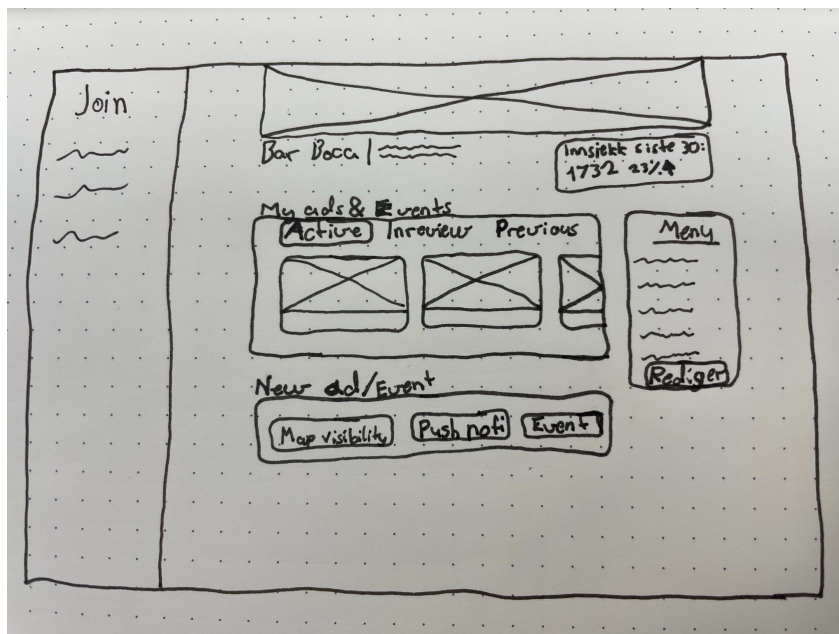 Join
Bar Boca |
Innsjekk siste 30:
1732 23%
My ads & Events
Active Inreview Previous
Meny
Rediger
New ad/Event
Map visibility Push noti Event